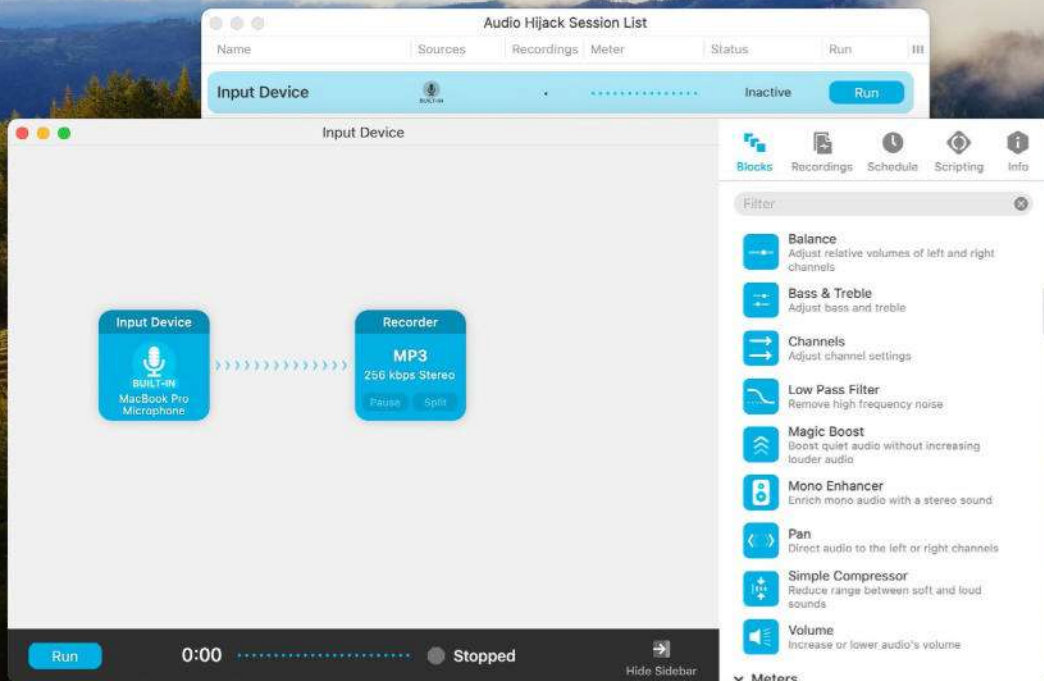 Audio Hijack Session List
Name Sources Recordings Meter Status Run
Input Device BUILT-IN Inactive Run
Input Device
Blocks Recordings Schedule Scripting Info
Filter
Balance
Adjust relative volumes of left and right
channels
Bass & Treble
Adjust bass and treble
Channels
Adjust channel settings
Low Pass Filter
Remove high frequency noise
Magic Boost
Boost quiet audio without increasing
louder audio
Mono Enhancer
Enrich mono audio with a stereo sound
Pan
Direct audio to the left or right channels
Simple Compressor
Reduce range between soft and loud
sounds
Volume
Increase or lower audio's volume
Meters
Input Device
BUILT-IN
MacBook Pro
Microphone
Recorder
MP3
256 kbps Stereo
Pause Split
Run 0:00 Stopped
Hide Sidebar